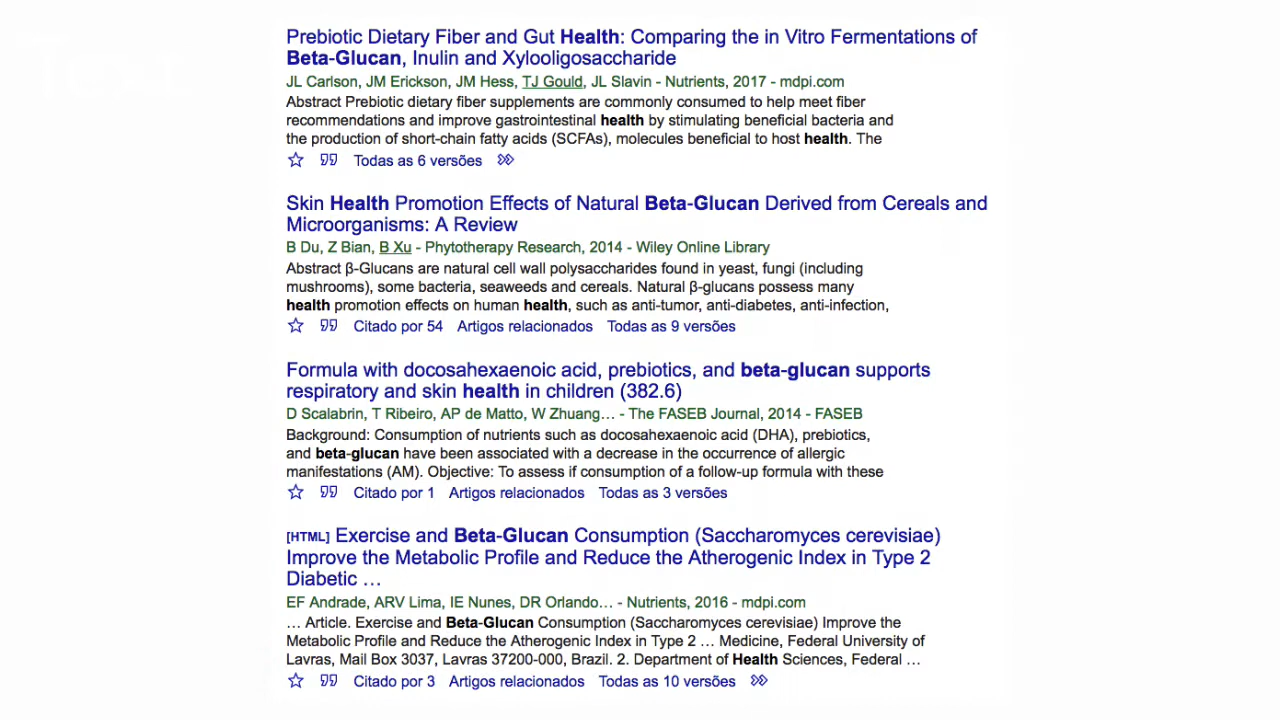 Prebiotic Dietary Fiber and Gut Health: Comparing the in Vitro Fermentations of
Beta-Glucan, Inulin and Xylooligosaccharide
JL Carlson, JM Erickson, JM Hess, TJ Gould, JL Slavin - Nutrients, 2017 - mdpi.com
Abstract Prebiotic dietary fiber supplements are commonly consumed to help meet fiber
recommendations and improve gastrointestinal health by stimulating beneficial bacteria and
the production of short-chain fatty acids (SCFAs), molecules beneficial to host health. The
Todas as 6 versões
Skin Health Promotion Effects of Natural Beta-Glucan Derived from Cereals and
Microorganisms: A Review
B Du, Z Bian, B Xu - Phytotherapy Research, 2014 - Wiley Online Library
Abstract β-Glucans are natural cell wall polysaccharides found in yeast, fungi (including
mushrooms), some bacteria, seaweeds and cereals. Natural β-glucans possess many
health promotion effects on human health, such as anti-tumor, anti-diabetes, anti-infection,
Citado por 54 Artigos relacionados Todas as 9 versões
Formula with docosahexaenoic acid, prebiotics, and beta-glucan supports
respiratory and skin health in children (382.6)
D Scalabrin, T Ribeiro, AP de Matto, W Zhuang… - The FASEB Journal, 2014 - FASEB
Background: Consumption of nutrients such as docosahexaenoic acid (DHA), prebiotics,
and beta-glucan have been associated with a decrease in the occurrence of allergic
manifestations (AM). Objective: To assess if consumption of a follow-up formula with these
Citado por 1 Artigos relacionados Todas as 3 versões
[HTML] Exercise and Beta-Glucan Consumption (Saccharomyces cerevisiae)
Improve the Metabolic Profile and Reduce the Atherogenic Index in Type 2
Diabetic …
EF Andrade, ARV Lima, IE Nunes, DR Orlando… - Nutrients, 2016 - mdpi.com
… Article. Exercise and Beta-Glucan Consumption (Saccharomyces cerevisiae) Improve the
Metabolic Profile and Reduce the Atherogenic Index in Type 2 … Medicine, Federal University of
Lavras, Mail Box 3037, Lavras 37200-000, Brazil. 2. Department of Health Sciences, Federal …
Citado por 3 Artigos relacionados Todas as 10 versões